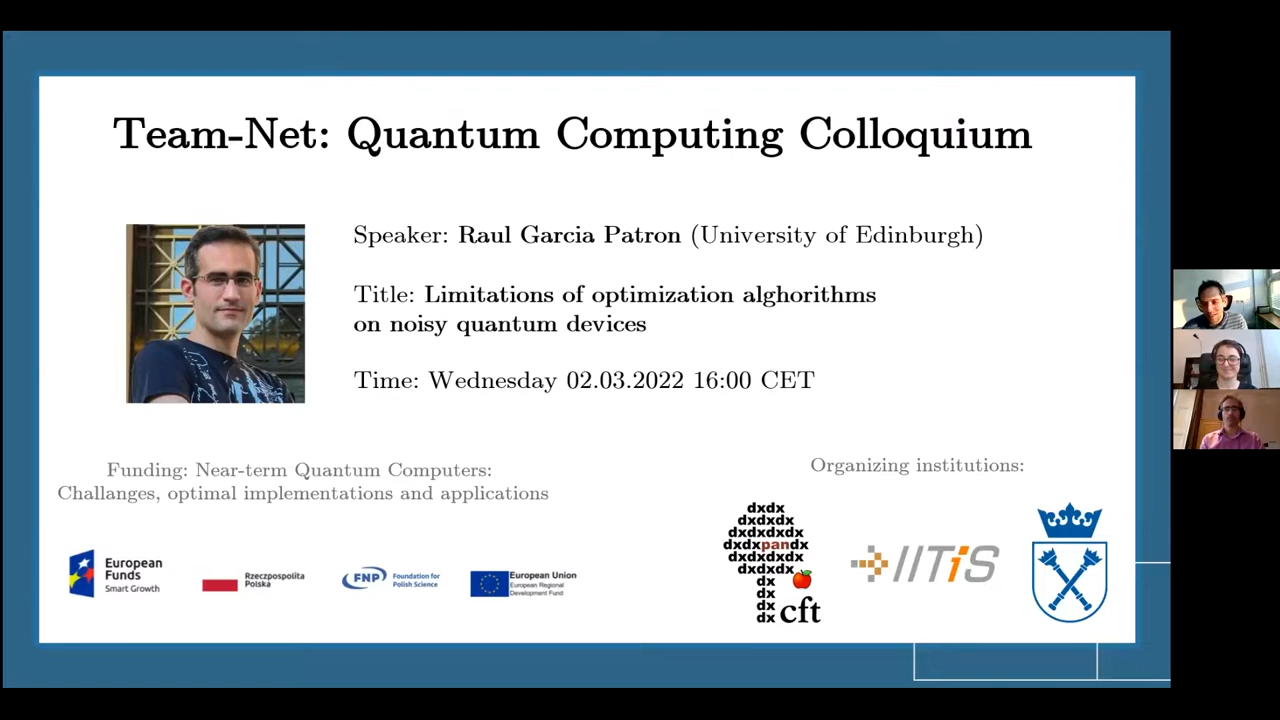 Team-Net: Quantum Computing Colloquium
Speaker: Raul Garcia Patron (University of Edinburgh)
Title: Limitations of optimization alghorithms
on noisy quantum devices
Time: Wednesday 02.03.2022 16:00 CET
Funding: Near-term Quantum Computers:
Challanges, optimal implementations and applications
Organizing institutions:
European
Funds
Smart Growth
Rzeczpospolita
Polska
FNP
Foundation for
Polish Science
European Union
European Regional
Development Fund
dxdx
dxdxdx
dxdxdxdx
dxdxpandx
dxdxdxdx
dxdxdx
dx
dx
dx
dx cft
IITiS